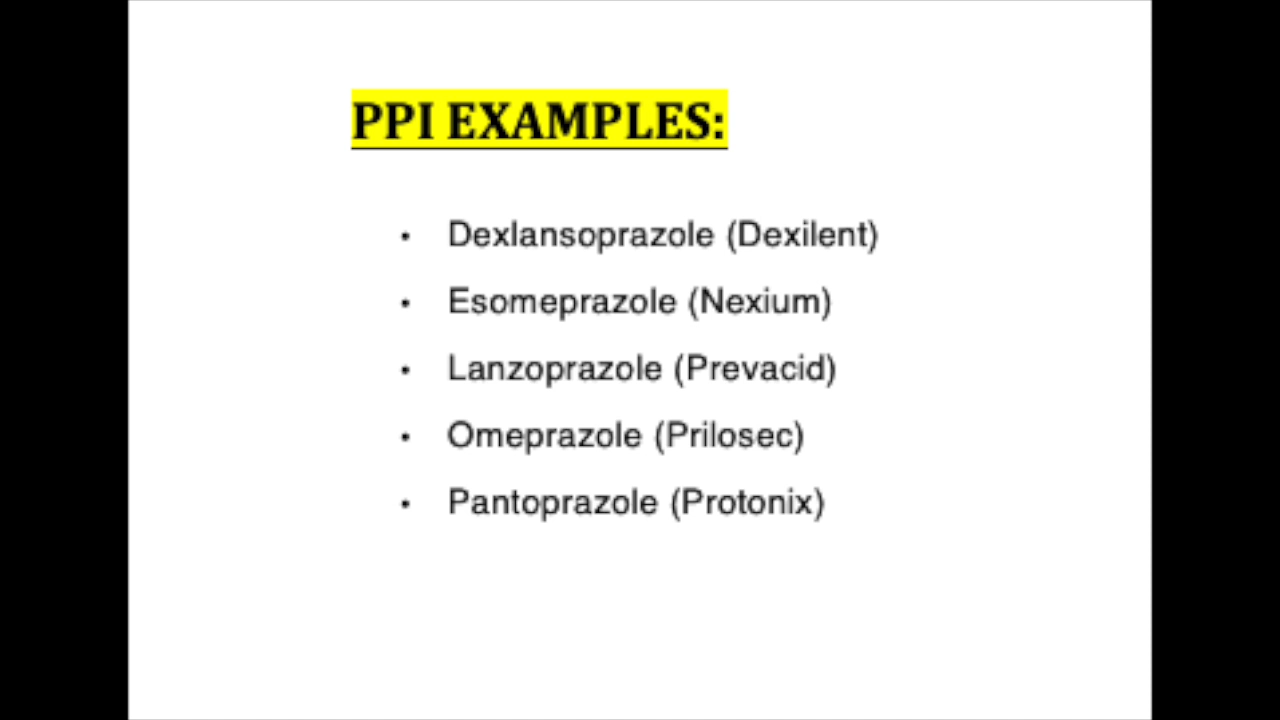 PPI EXAMPLES:
• Dexlansoprazole (Dexilent)
• Esomeprazole (Nexium)
• Lanzoprazole (Prevacid)
• Omeprazole (Prilosec)
• Pantoprazole (Protonix)